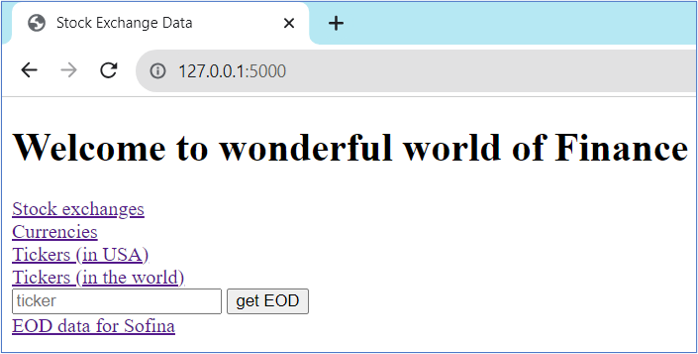 Stock Exchange Data
127.0.0.1:5000
Welcome to wonderful world of Finance
Stock exchanges
Currencies
Tickers (in USA)
Tickers (in the world)
ticker get EOD
EOD data for Sofina